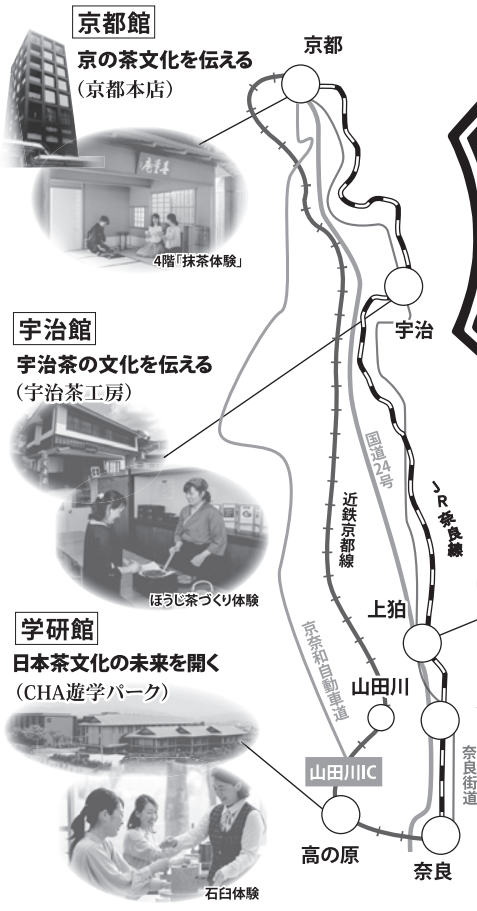 京都館
京の茶文化を伝える
（京都本店）
喜重庵
4階「抹茶体験」
宇治館
宇治茶の文化を伝える
（宇治茶工房）
ほうじ茶づくり体験
学研館
日本茶文化の未来を開く
（CHA遊学パーク）
石臼体験
京都
宇治
国道24号
JR奈良線
近鉄京都線
上狛
京奈和自動車道
山田川
山田川IC
奈良街道
高の原
奈良